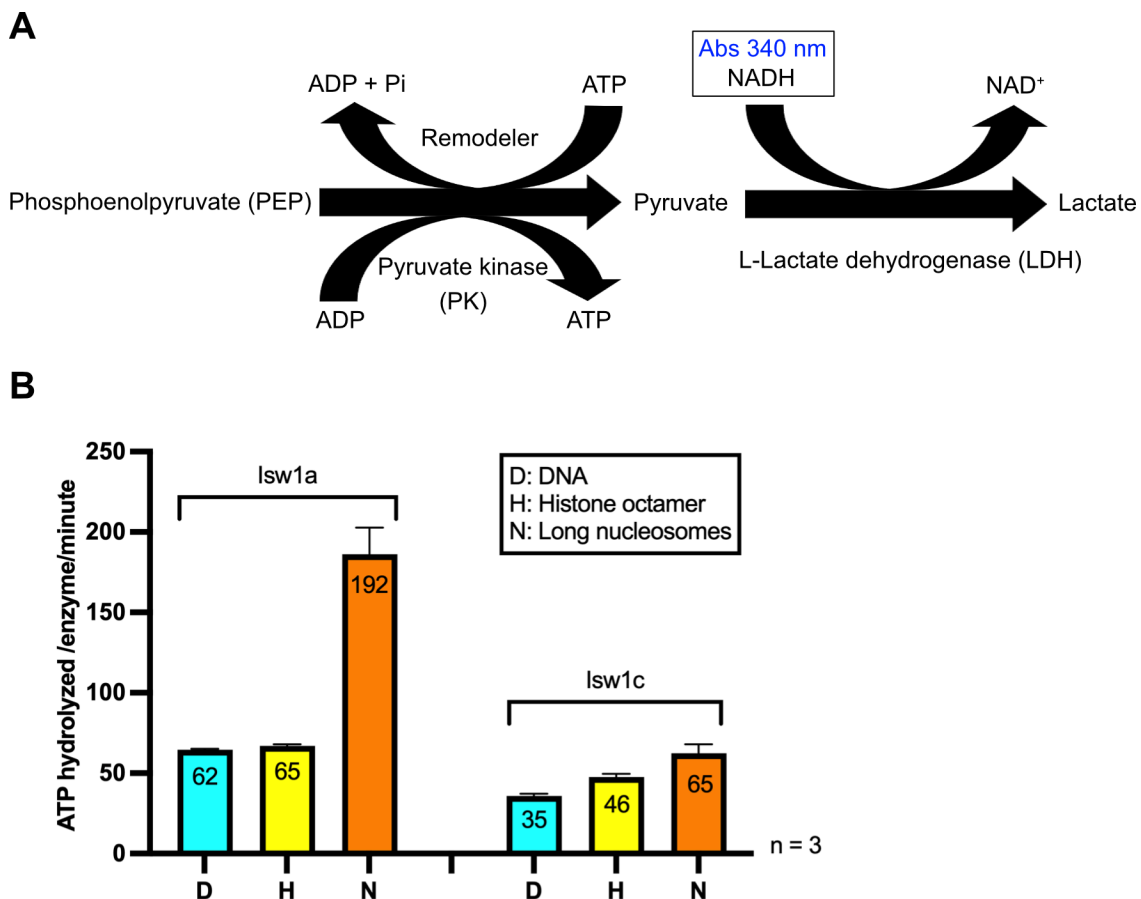 A
Abs 340 nm
NADH
ADP + Pi
ATP
NAD⁺
Remodeler
Phosphoenolpyruvate (PEP)
Pyruvate
Lactate
Pyruvate kinase
(PK)
L-Lactate dehydrogenase (LDH)
ADP
ATP
B
ATP hydrolyzed /enzyme/minute
250
200
150
100
50
0
Isw1a
D: DNA
H: Histone octamer
N: Long nucleosomes
Isw1c
62
65
192
35
46
65
n = 3
D
H
N
D
H
N